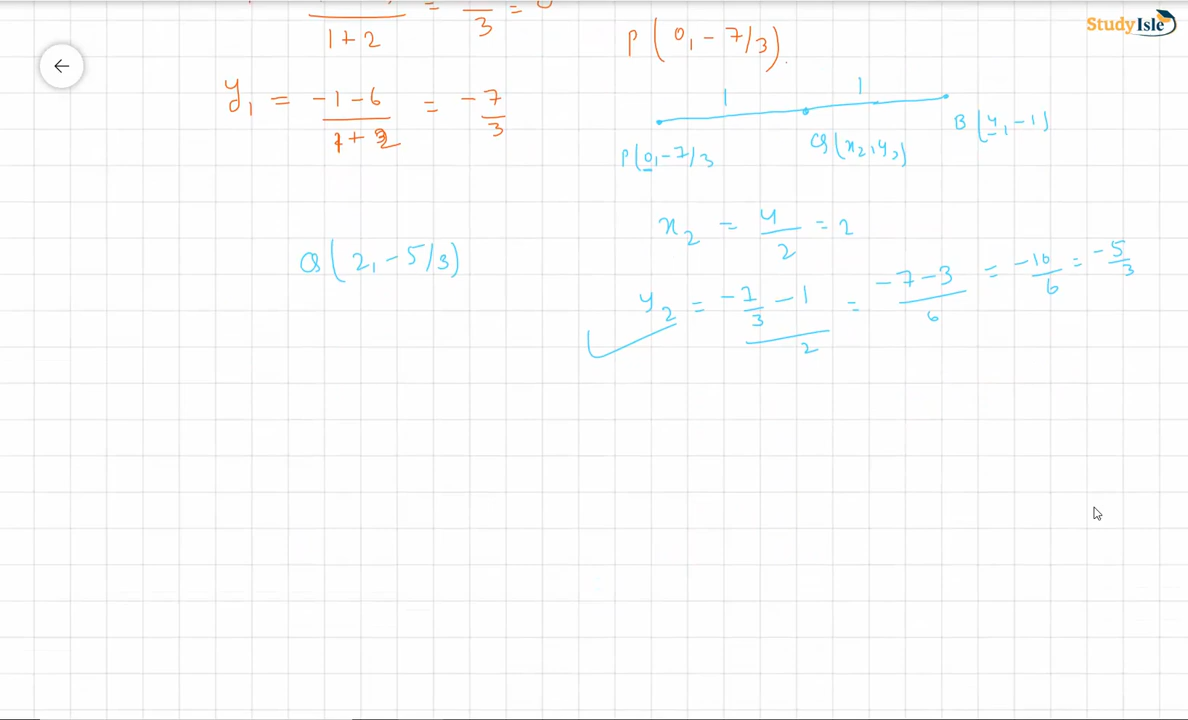 StudyIsle
1+2 3 = 0
P(0, -7/3).
y₁ = (-1-6)/(1+2) = -7/3
1 1
B(4, -1)
P(0, -7/3 Q(x₂, y₂)
x₂ = 4/2 = 2
Q(2, -5/3)
y₂ = (-7/3 - 1)/2 = (-7-3)/6 = -10/6 = -5/3